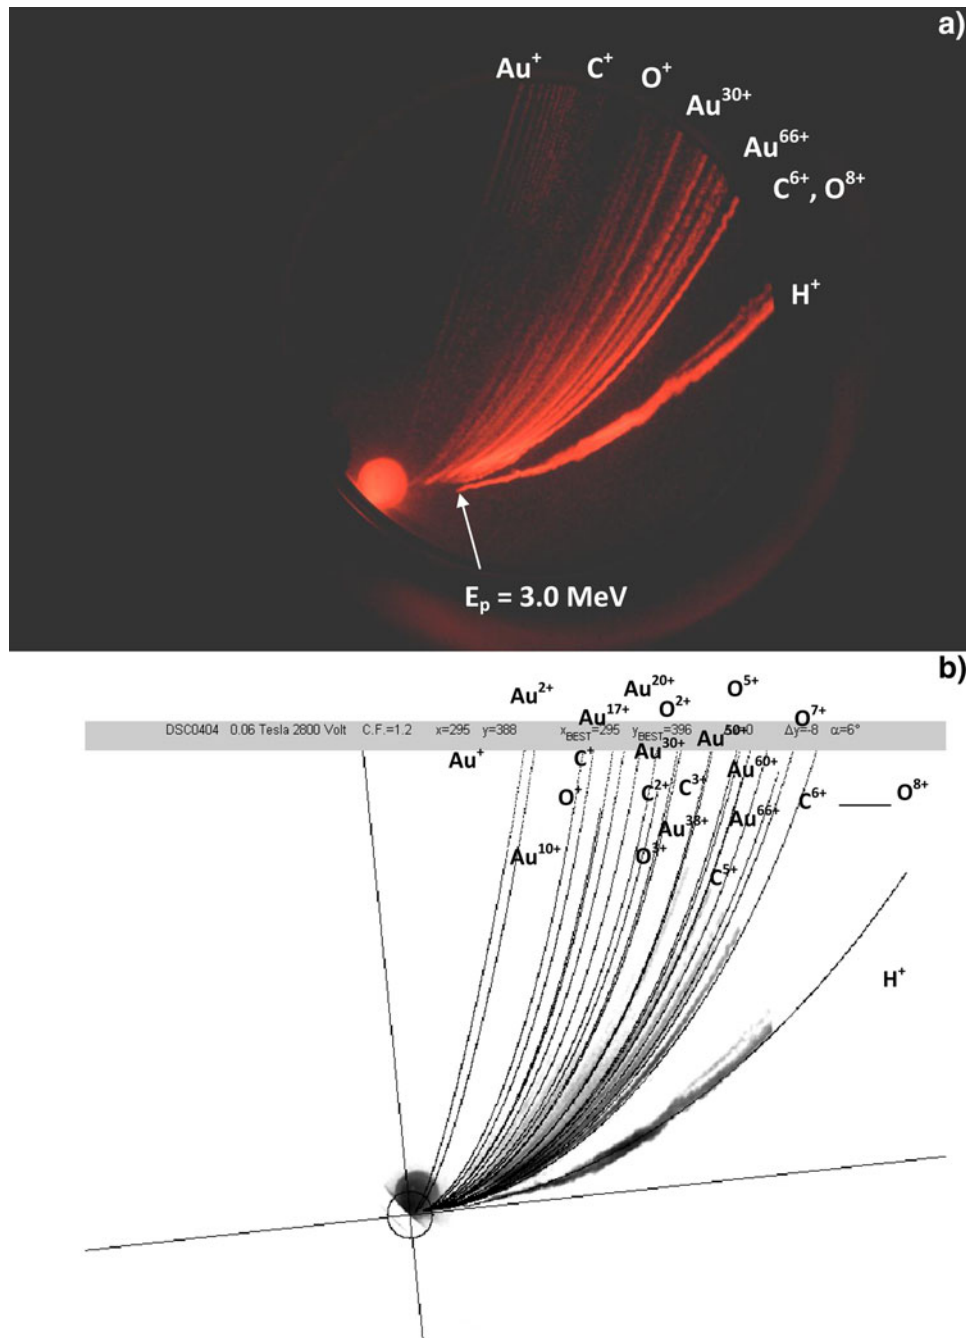 a)
Au+
C+
O+
Au30+
Au66+
C6+, O8+
H+
Ep = 3.0 MeV
b)
Au2+
Au20+
O5+
Au17+
O2+
O7+
DSC0404 0.06 Tesla 2800 Volt C.F.=1.2 x=295 y=388 xBEST=295 yBEST=396 Δy=-8 α=6°
Au+
C+
Au30+
Au50+
Au60+
O+
C2+
C3+
C6+
O8+
Au38+
Au66+
Au10+
O3+
C5+
H+